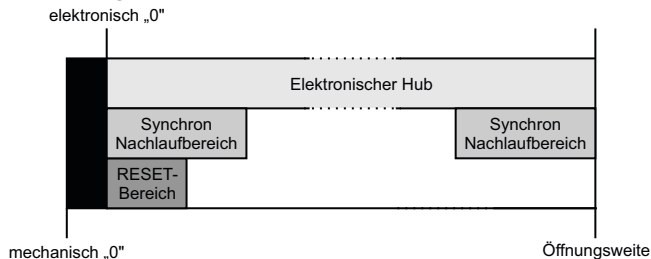 elektronisch „0"
Elektronischer Hub
Synchron
Nachlaufbereich
Synchron
Nachlaufbereich
RESET-
Bereich
mechanisch „0"
Öffnungsweite